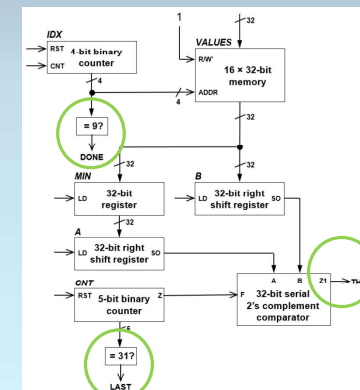 1
32
IDX
VALUES
RST
CNT
4-bit binary
counter
R/W'
ADDR
16 × 32-bit
memory
4
4
= 9?
DONE
32
32
32
MIN
B
LD
32-bit
register
LD
32-bit right
shift register
SO
32
A
LD
32-bit right
shift register
SO
CNT
RST
5-bit binary
counter
Z
A
B
Z1
F
32-bit serial
2's complement
comparator
5
= 31?
LAST